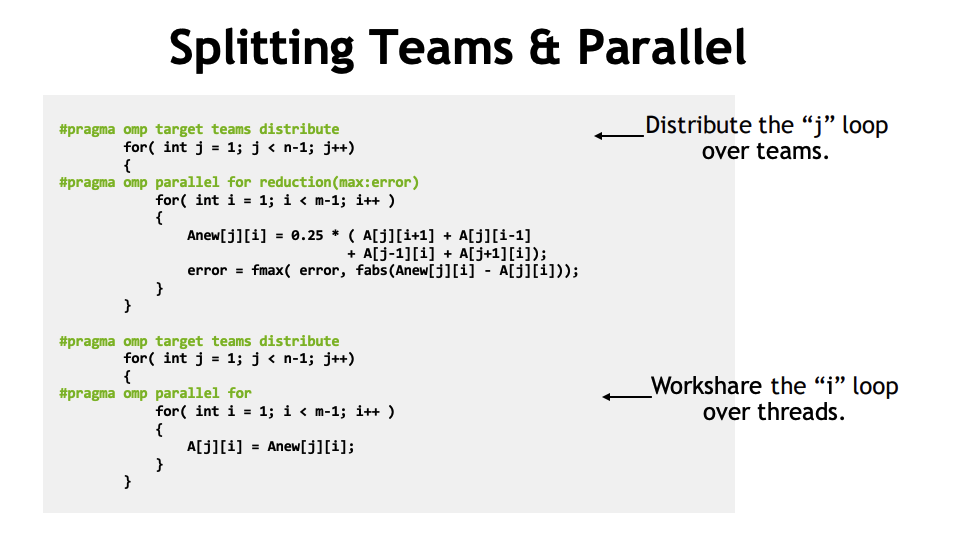 Splitting Teams & Parallel
#pragma omp target teams distribute
for( int j = 1; j < n-1; j++)
{
#pragma omp parallel for reduction(max:error)
for( int i = 1; i < m-1; i++ )
{
Anew[j][i] = 0.25 * ( A[j][i+1] + A[j][i-1]
+ A[j-1][i] + A[j+1][i]);
error = fmax( error, fabs(Anew[j][i] - A[j][i]));
}
}
#pragma omp target teams distribute
for( int j = 1; j < n-1; j++)
{
#pragma omp parallel for
for( int i = 1; i < m-1; i++ )
{
A[j][i] = Anew[j][i];
}
}
Distribute the “j” loop
over teams.
Workshare the “i” loop
over threads.